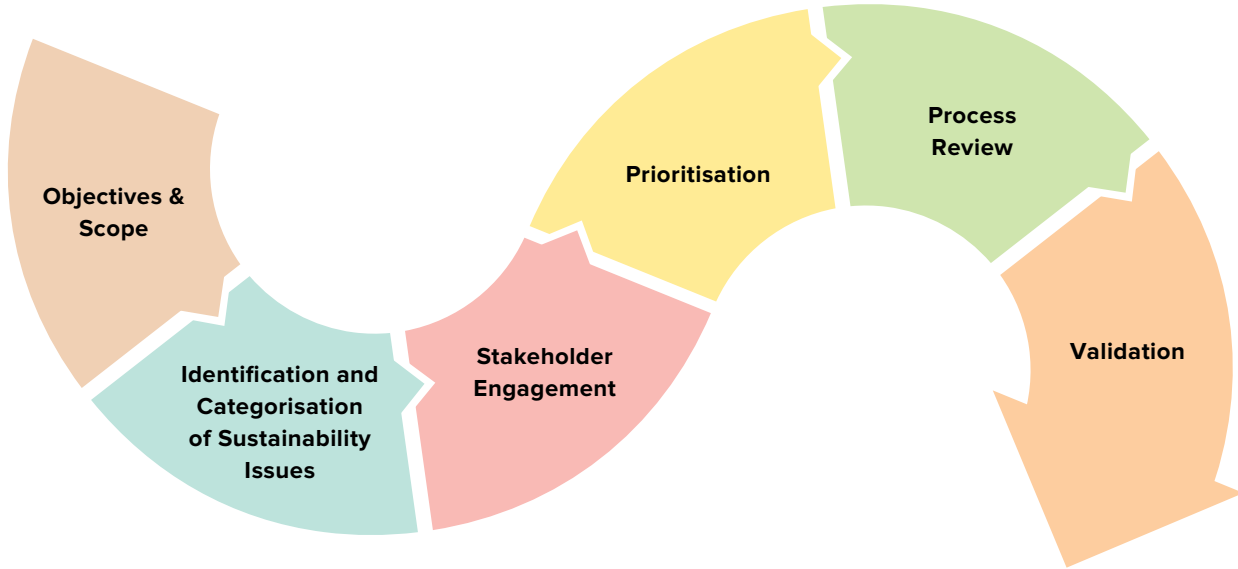 Objectives &
Scope
Identification and
Categorisation
of Sustainability
Issues
Stakeholder
Engagement
Prioritisation
Process
Review
Validation